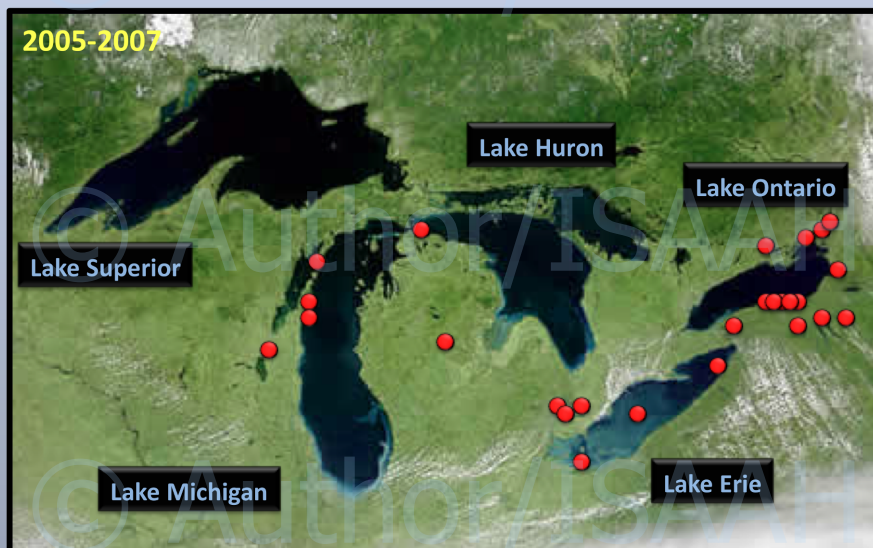 2005-2007
Lake Huron
Lake Ontario
Lake Superior
Lake Michigan
Lake Erie
© Author/ISAAH
© Author/ISAAH